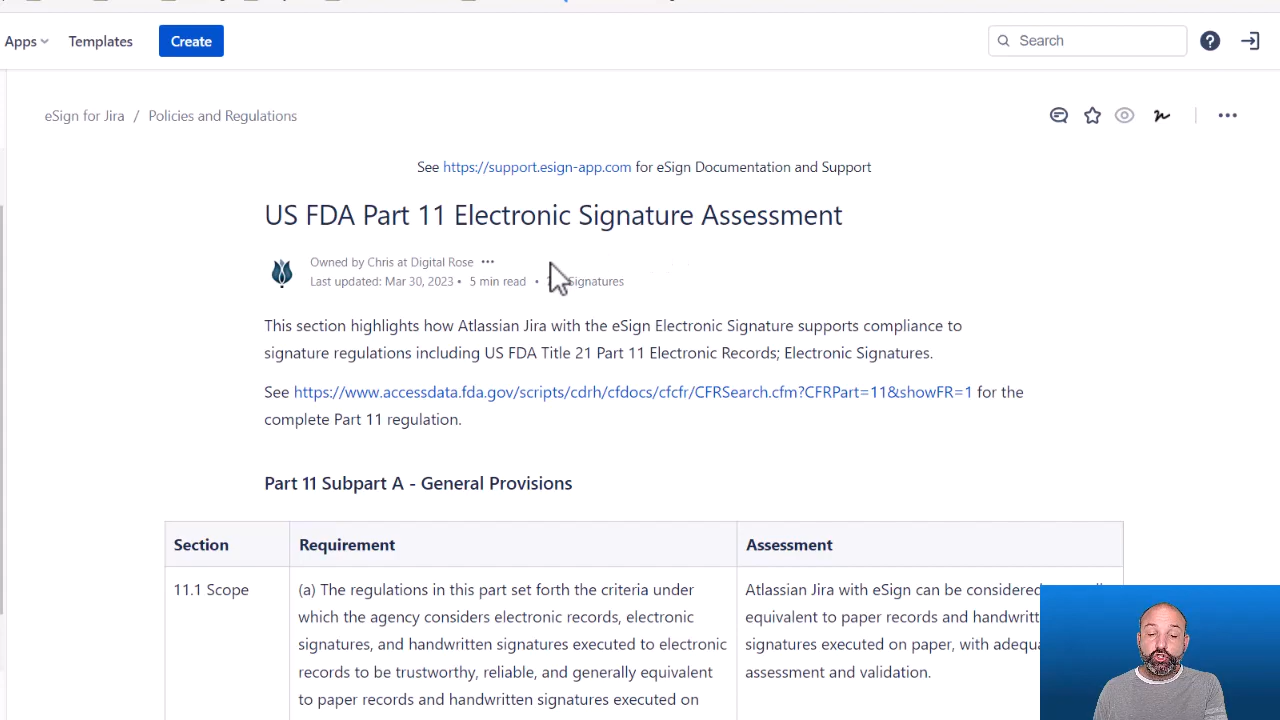 Apps
Templates
Create
Search
eSign for Jira / Policies and Regulations
See https://support.esign-app.com for eSign Documentation and Support
US FDA Part 11 Electronic Signature Assessment
Owned by Chris at Digital Rose •••
Last updated: Mar 30, 2023 • 5 min read • Signatures
This section highlights how Atlassian Jira with the eSign Electronic Signature supports compliance to
signature regulations including US FDA Title 21 Part 11 Electronic Records; Electronic Signatures.
See https://www.accessdata.fda.gov/scripts/cdrh/cfdocs/cfcfr/CFRSearch.cfm?CFRPart=11&showFR=1 for the
complete Part 11 regulation.
Part 11 Subpart A - General Provisions
Section
Requirement
Assessment
11.1 Scope
(a) The regulations in this part set forth the criteria under
which the agency considers electronic records, electronic
signatures, and handwritten signatures executed to electronic
records to be trustworthy, reliable, and generally equivalent
to paper records and handwritten signatures executed on
Atlassian Jira with eSign can be considered
equivalent to paper records and handwritt
signatures executed on paper, with adequa
assessment and validation.